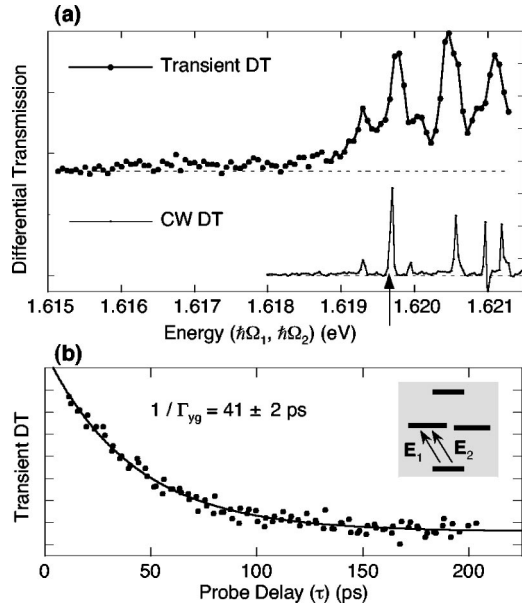 (a)
Transient DT
CW DT
Differential Transmission
1.615 1.616 1.617 1.618 1.619 1.620 1.621
Energy (ℏΩ₁, ℏΩ₂) (eV)
(b)
1 / Γyg = 41 ± 2 ps
E₁ E₂
Transient DT
0 50 100 150 200
Probe Delay (τ) (ps)